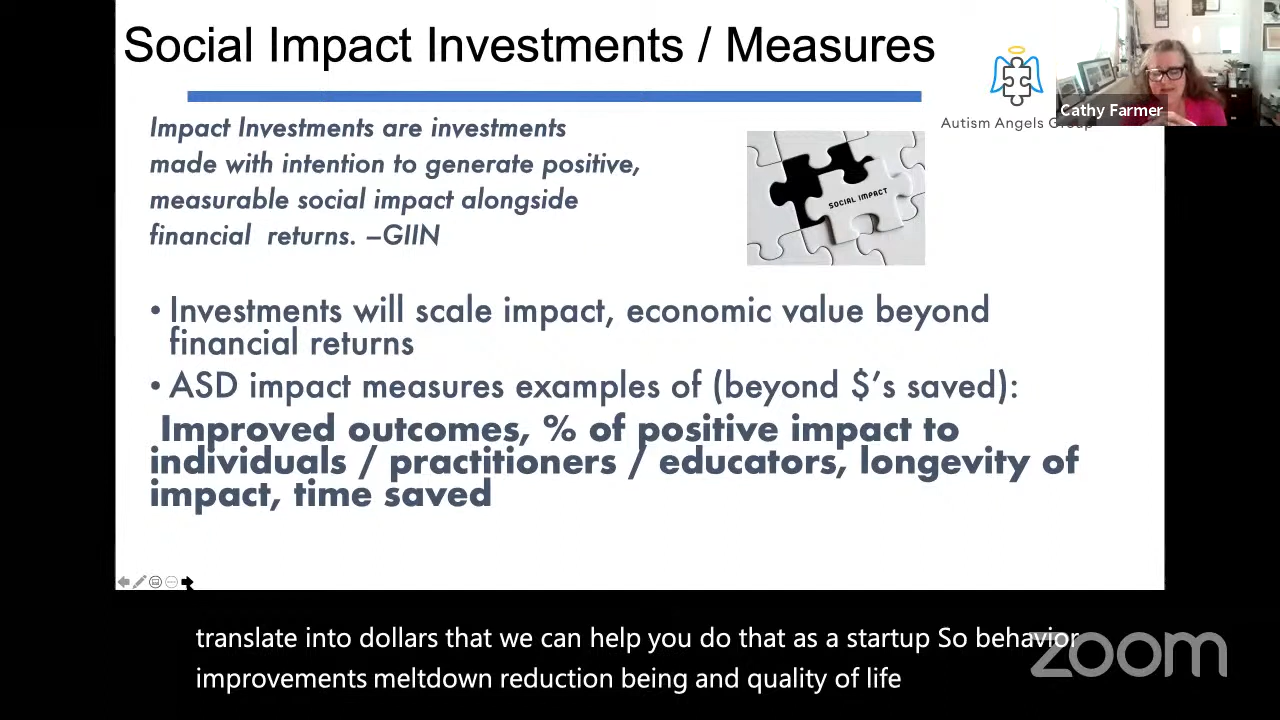 Social Impact Investments / Measures
Cathy Farmer
Autism Angels Group
Impact Investments are investments
made with intention to generate positive,
measurable social impact alongside
financial returns. –GIIN
SOCIAL IMPACT
• Investments will scale impact, economic value beyond
financial returns
• ASD impact measures examples of (beyond $'s saved):
Improved outcomes, % of positive impact to
individuals / practitioners / educators, longevity of
impact, time saved
translate into dollars that we can help you do that as a startup So behavior
improvements meltdown reduction being and quality of life
zoom